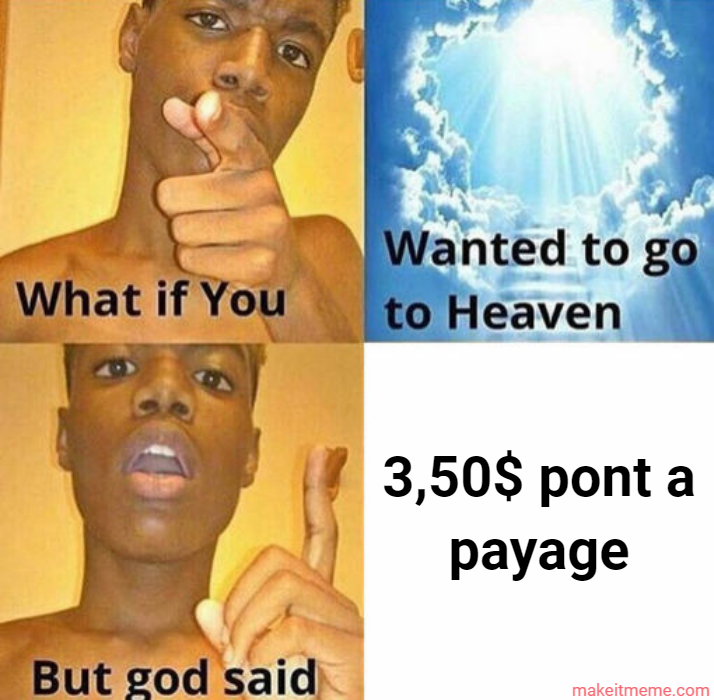 What if You
Wanted to go
to Heaven
But god said
3,50$ pont a
payage
makeitmeme.com